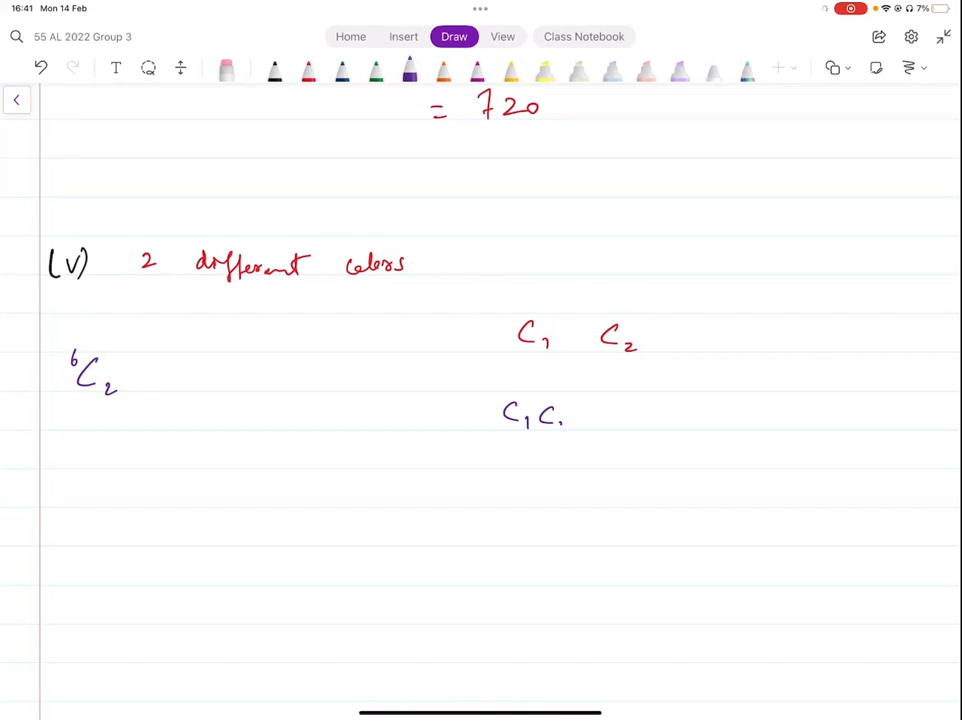 16:41 Mon 14 Feb
7%
55 AL 2022 Group 3
Home Insert Draw View Class Notebook
= 720
(V) 2 different colors
C₁ C₂
⁶C₂
C₁ C.